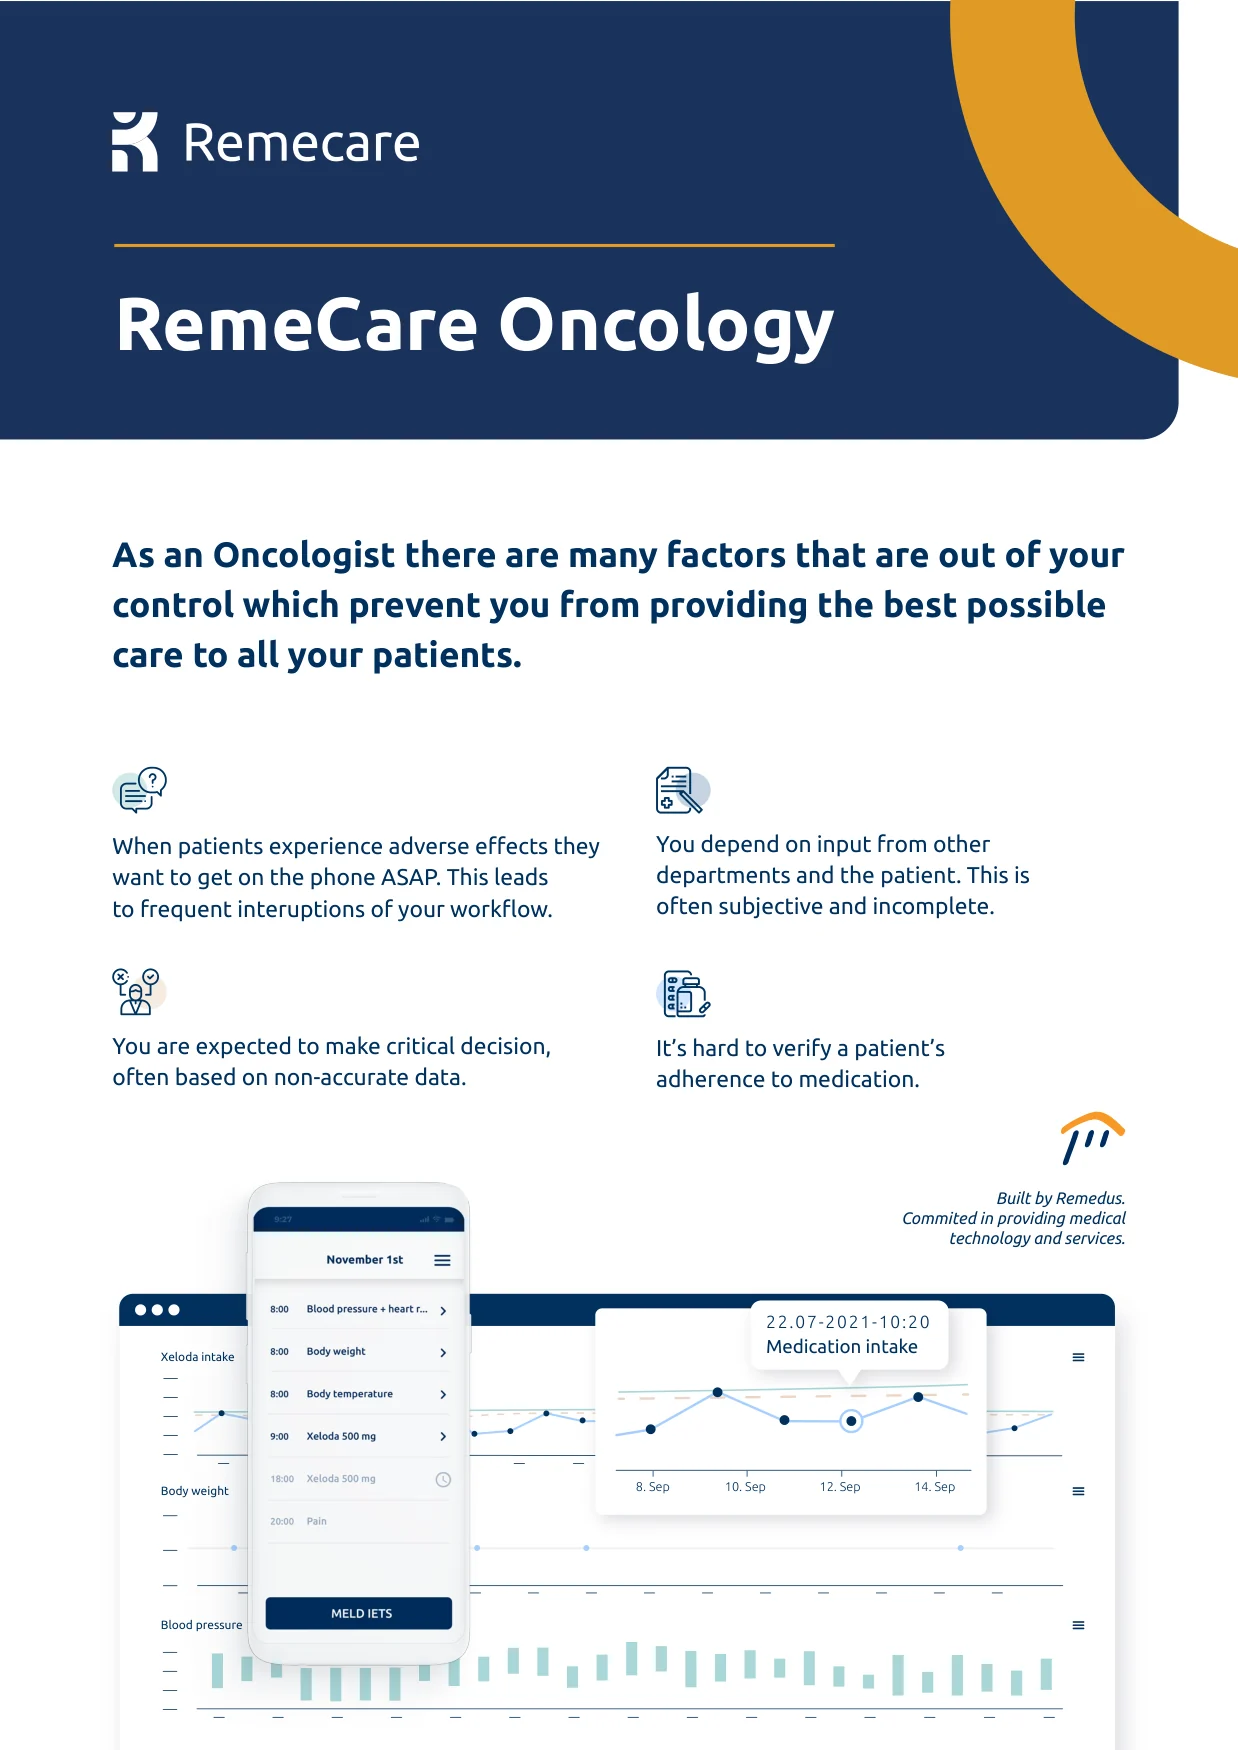 Remecare
RemeCare Oncology
As an Oncologist there are many factors that are out of your
control which prevent you from providing the best possible
care to all your patients.
When patients experience adverse effects they
want to get on the phone ASAP. This leads
to frequent interuptions of your workflow.
You depend on input from other
departments and the patient. This is
often subjective and incomplete.
You are expected to make critical decision,
often based on non-accurate data.
It's hard to verify a patient's
adherence to medication.
Built by Remedus.
Commited in providing medical
technology and services.
9:27
November 1st
8:00 Blood pressure + heart r...
8:00 Body weight
8:00 Body temperature
9:00 Xeloda 500 mg
18:00 Xeloda 500 mg
20:00 Pain
MELD IETS
Xeloda intake
22.07-2021-10:20
Medication intake
8. Sep 10. Sep 12. Sep 14. Sep
Body weight
Blood pressure